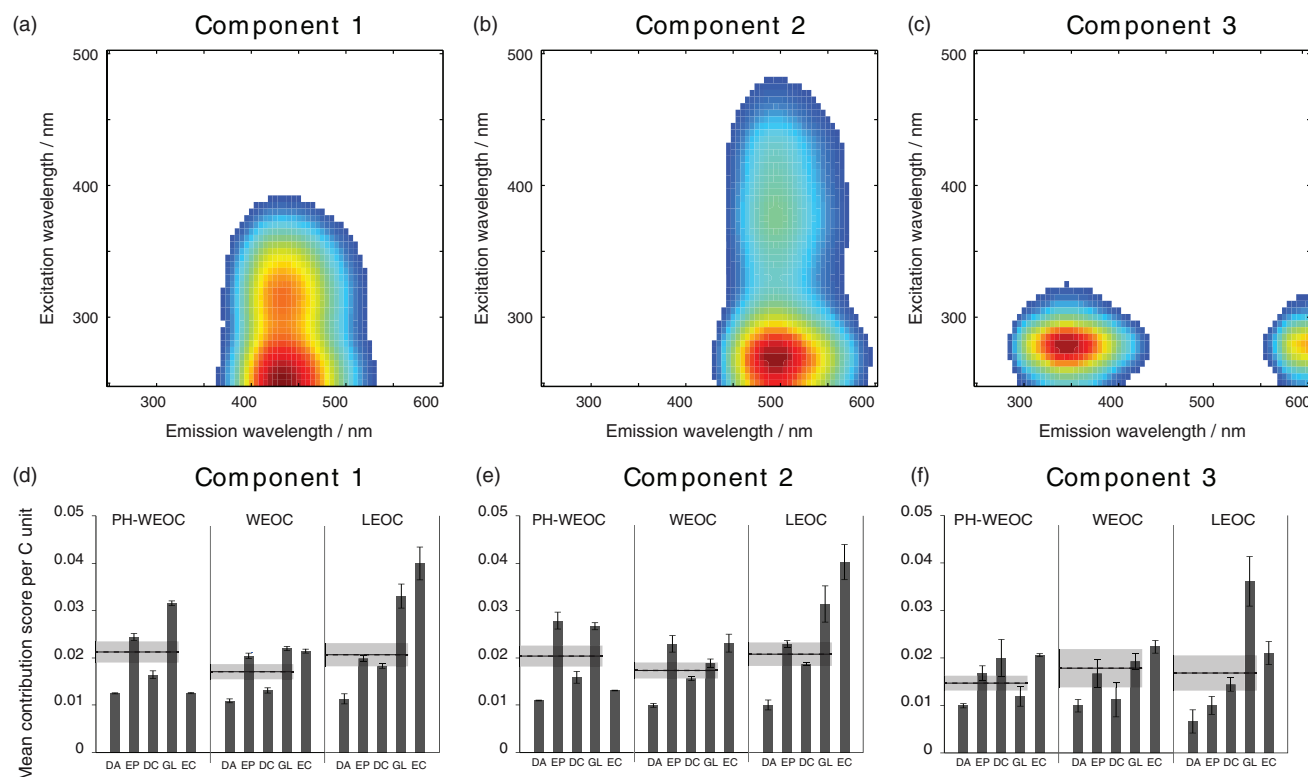 (a) Component 1
500
400
300
Excitation wavelength / nm
300 400 500 600
Emission wavelength / nm
(b) Component 2
500
400
300
Excitation wavelength / nm
300 400 500 600
Emission wavelength / nm
(c) Component 3
500
400
300
Excitation wavelength / nm
300 400 500 600
Emission wavelength / nm
(d) Component 1
PH-WEOC WEOC LEOC
0.05
0.04
0.03
0.02
0.01
0
Mean contribution score per C unit
DA EP DC GL EC DA EP DC GL EC DA EP DC GL EC
(e) Component 2
PH-WEOC WEOC LEOC
0.05
0.04
0.03
0.02
0.01
0
DA EP DC GL EC DA EP DC GL EC DA EP DC GL EC
(f) Component 3
PH-WEOC WEOC LEOC
0.05
0.04
0.03
0.02
0.01
0
DA EP DC GL EC DA EP DC GL EC DA EP DC GL EC